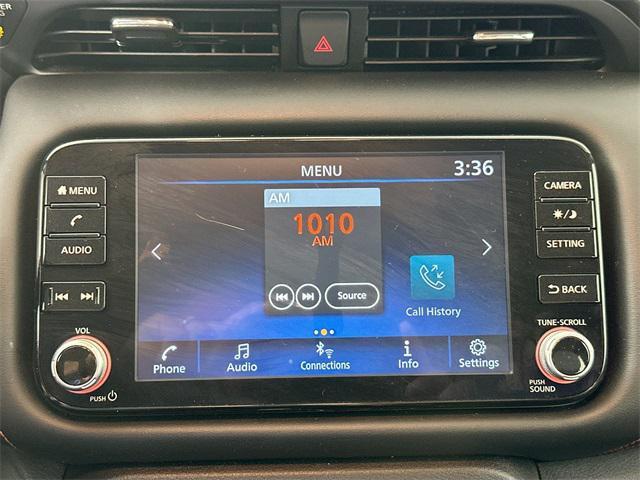 MENU
3:36
MENU
AM
1010
AM
AUDIO
Source
Call History
Phone
Audio
Connections
Info
Settings
VOL
PUSH
CAMERA
SETTING
BACK
TUNE·SCROLL
PUSH
SOUND